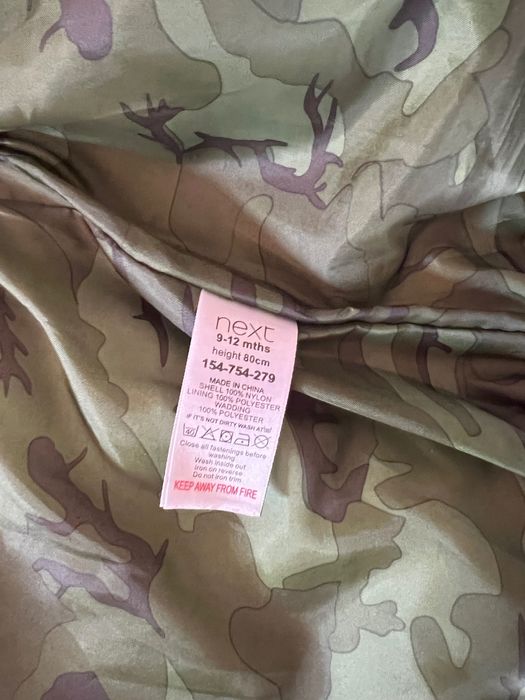 next
9-12 mths
height 80cm
154-754-279
MADE IN CHINA
SHELL 100% NYLON
LINING 100% POLYESTER
WADDING
100% POLYESTER
IF IT'S NOT DIRTY WASH AT
40
Close all fastenings before
washing
Wash inside out
Iron on reverse
Do not iron trim
KEEP AWAY FROM FIRE